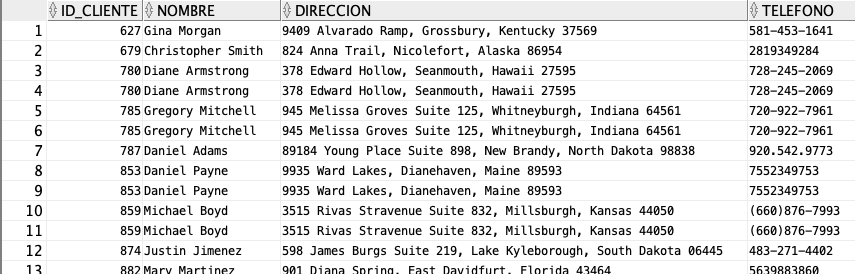 ID_CLIENTE NOMBRE DIRECCION TELEFONO
1 627 Gina Morgan 9409 Alvarado Ramp, Grossbury, Kentucky 37569 581-453-1641
2 679 Christopher Smith 824 Anna Trail, Nicolefort, Alaska 86954 2819349284
3 780 Diane Armstrong 378 Edward Hollow, Seanmouth, Hawaii 27595 728-245-2069
4 780 Diane Armstrong 378 Edward Hollow, Seanmouth, Hawaii 27595 728-245-2069
5 785 Gregory Mitchell 945 Melissa Groves Suite 125, Whitneyburgh, Indiana 64561 720-922-7961
6 785 Gregory Mitchell 945 Melissa Groves Suite 125, Whitneyburgh, Indiana 64561 720-922-7961
7 787 Daniel Adams 89184 Young Place Suite 898, New Brandy, North Dakota 98838 920.542.9773
8 853 Daniel Payne 9935 Ward Lakes, Dianehaven, Maine 89593 7552349753
9 853 Daniel Payne 9935 Ward Lakes, Dianehaven, Maine 89593 7552349753
10 859 Michael Boyd 3515 Rivas Stravenue Suite 832, Millsburgh, Kansas 44050 (660)876-7993
11 859 Michael Boyd 3515 Rivas Stravenue Suite 832, Millsburgh, Kansas 44050 (660)876-7993
12 874 Justin Jimenez 598 James Burgs Suite 219, Lake Kyleborough, South Dakota 06445 483-271-4402
13 882 Mary Martinez 901 Diana Spring, East Davidfurt, Florida 43464 5639883860